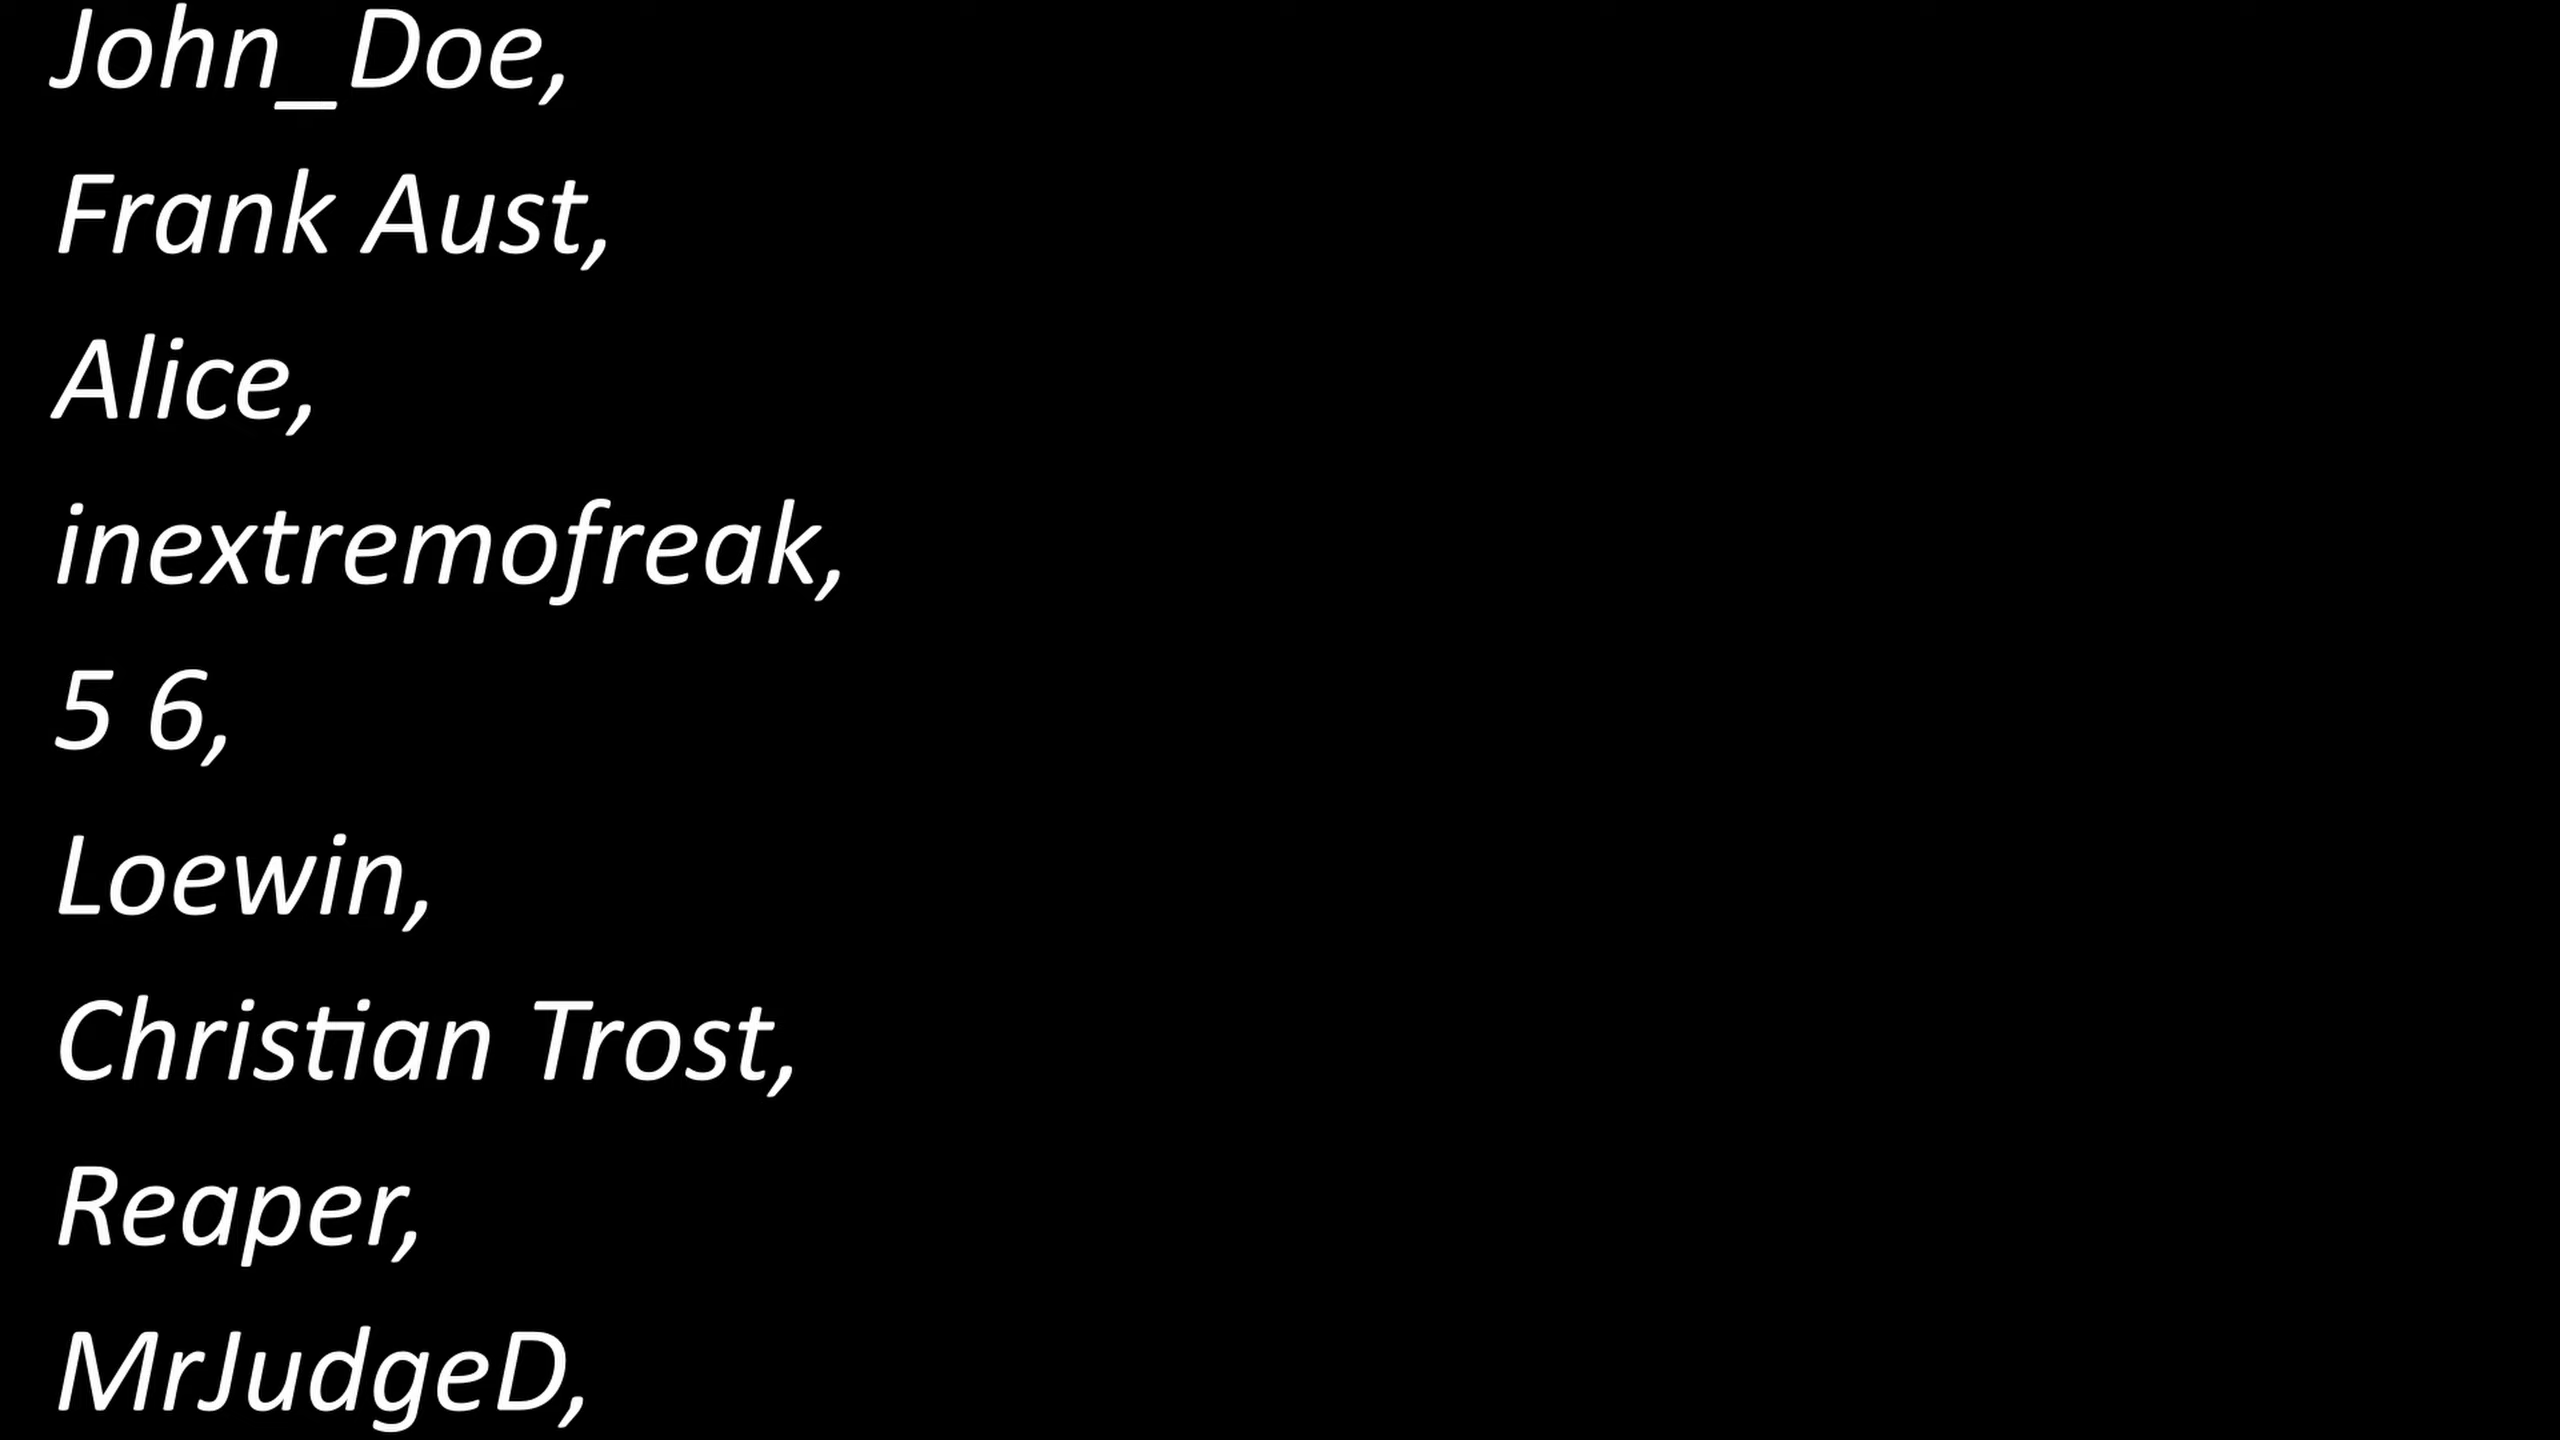 John_Doe,
Frank Aust,
Alice,
inextremofreak,
5 6,
Loewin,
Christian Trost,
Reaper,
MrJudgeD,